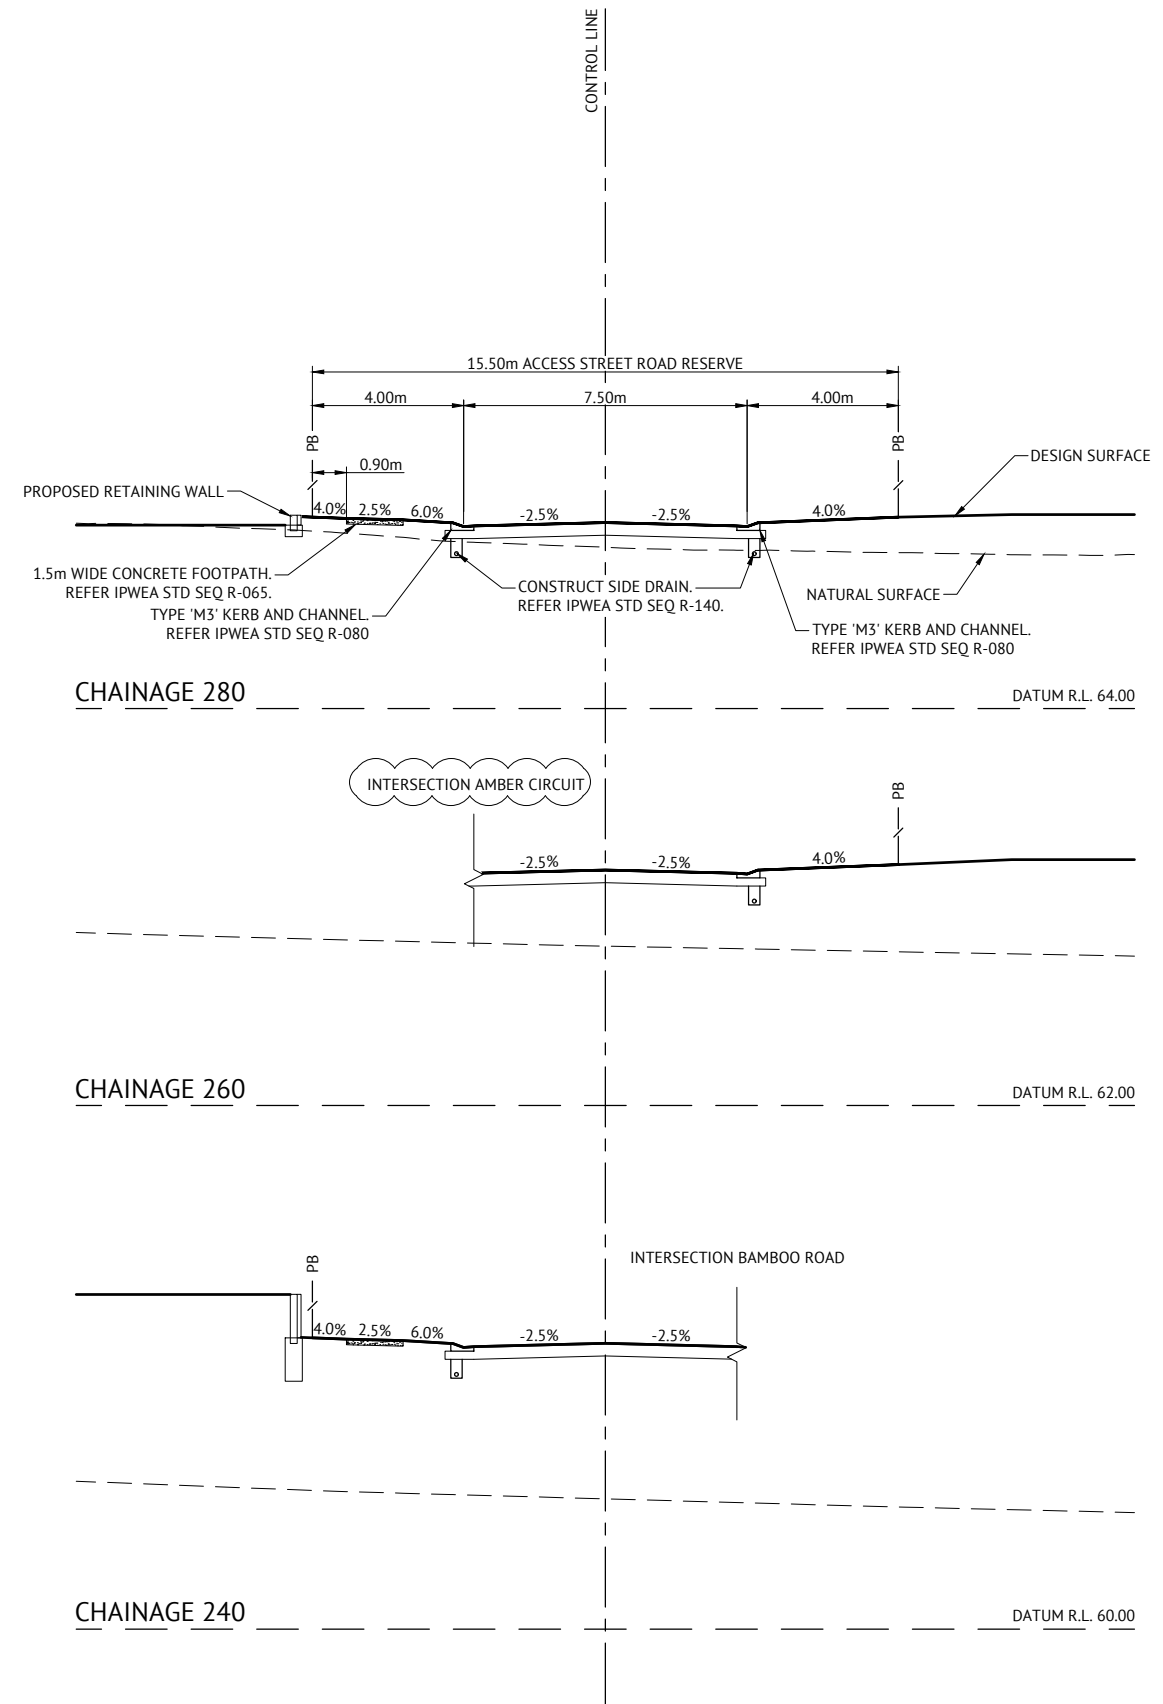 CONTROL LINE
15.50m ACCESS STREET ROAD RESERVE
4.00m
7.50m
4.00m
PB
PB
0.90m
DESIGN SURFACE
PROPOSED RETAINING WALL
4.0%
2.5%
6.0%
-2.5%
-2.5%
4.0%
1.5m WIDE CONCRETE FOOTPATH.
REFER IPWEA STD SEQ R-065.
TYPE 'M3' KERB AND CHANNEL.
REFER IPWEA STD SEQ R-080
CONSTRUCT SIDE DRAIN.
REFER IPWEA STD SEQ R-140.
NATURAL SURFACE
TYPE 'M3' KERB AND CHANNEL.
REFER IPWEA STD SEQ R-080
CHAINAGE 280
DATUM R.L. 64.00
INTERSECTION AMBER CIRCUIT
PB
-2.5%
-2.5%
4.0%
CHAINAGE 260
DATUM R.L. 62.00
INTERSECTION BAMBOO ROAD
PB
4.0%
2.5%
6.0%
-2.5%
-2.5%
CHAINAGE 240
DATUM R.L. 60.00